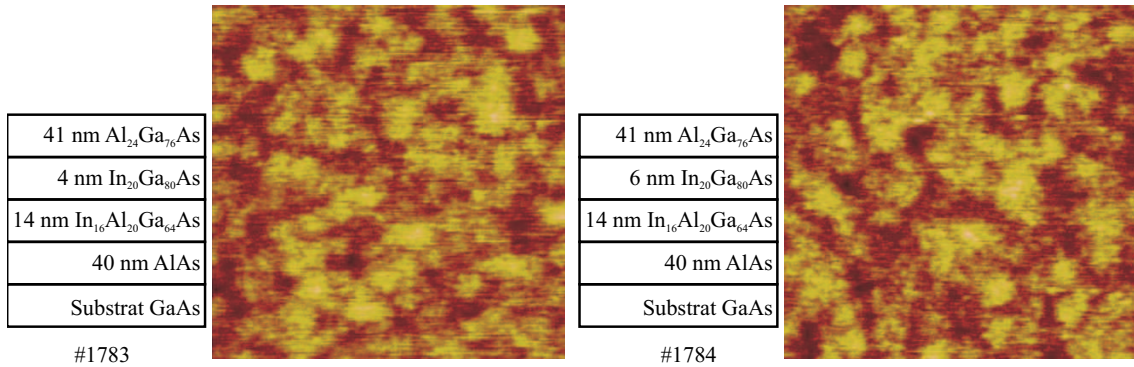 41 nm Al₂₄Ga₇₆As
4 nm In₂₀Ga₈₀As
14 nm In₁₆Al₂₀Ga₆₄As
40 nm AlAs
Substrat GaAs
#1783
41 nm Al₂₄Ga₇₆As
6 nm In₂₀Ga₈₀As
14 nm In₁₆Al₂₀Ga₆₄As
40 nm AlAs
Substrat GaAs
#1784